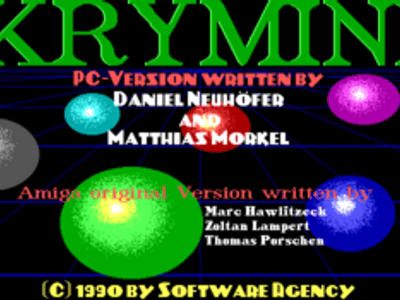 KRYMINI
PC-VERSION WRITTEN BY
DANIEL NEUHÖFER
AND
MATTHIAS MORKEL
Amiga original Version written by
Marc Hawlitzeck
Zoltan Lampert
Thomas Porschen
(C) 1990 BY SOFTWARE AGENCY